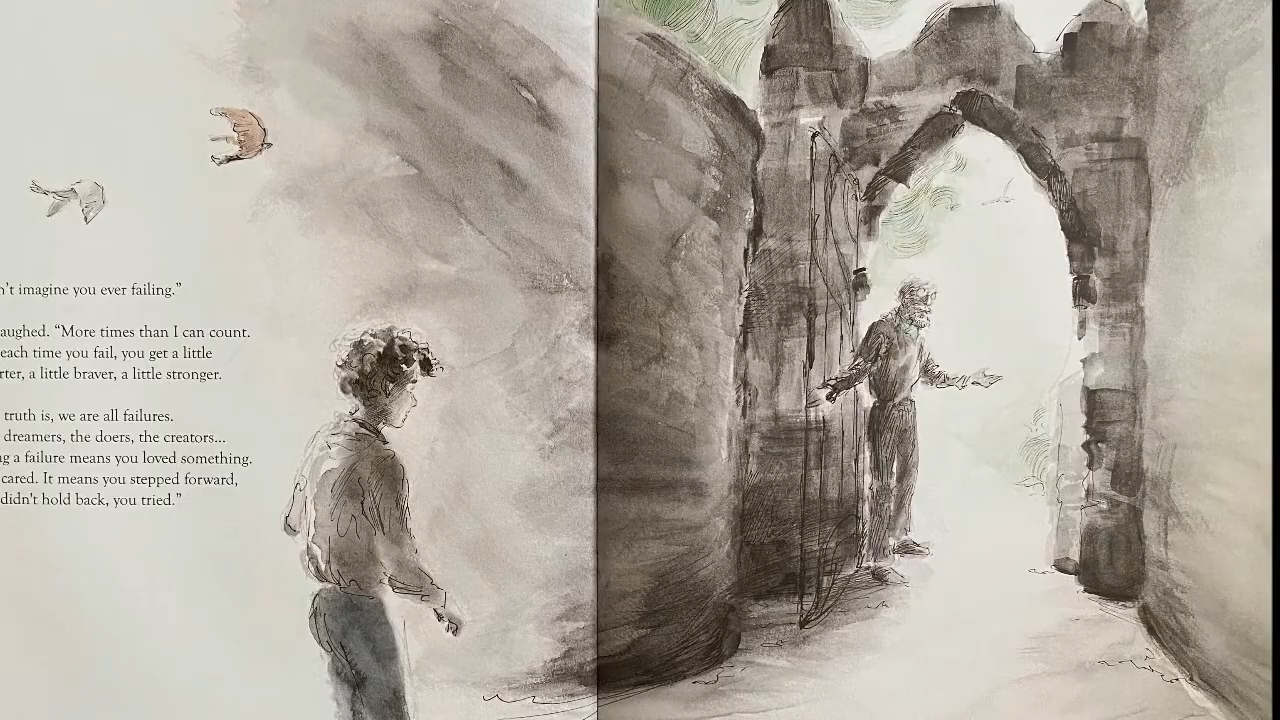 n't imagine you ever failing.”
aughed. “More times than I can count.
each time you fail, you get a little
rter, a little braver, a little stronger.
truth is, we are all failures.
dreamers, the doers, the creators...
ng a failure means you loved something.
cared. It means you stepped forward,
didn't hold back, you tried.”